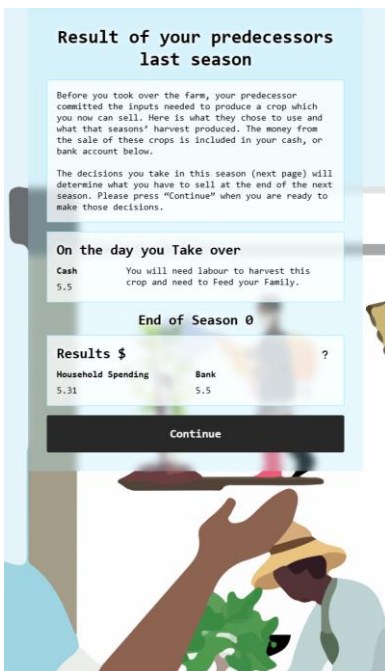 Result of your predecessors
last season
Before you took over the farm, your predecessor
committed the inputs needed to produce a crop which
you now can sell. Here is what they chose to use and
what that seasons' harvest produced. The money from
the sale of these crops is included in your cash, or
bank account below.
The decisions you take in this season (next page) will
determine what you have to sell at the end of the next
season. Please press "Continue" when you are ready to
make those decisions.
On the day you Take over
Cash
You will need labour to harvest this
crop and need to Feed your Family.
5.5
End of Season 0
Results $ ?
Household Spending Bank
5.31 5.5
Continue